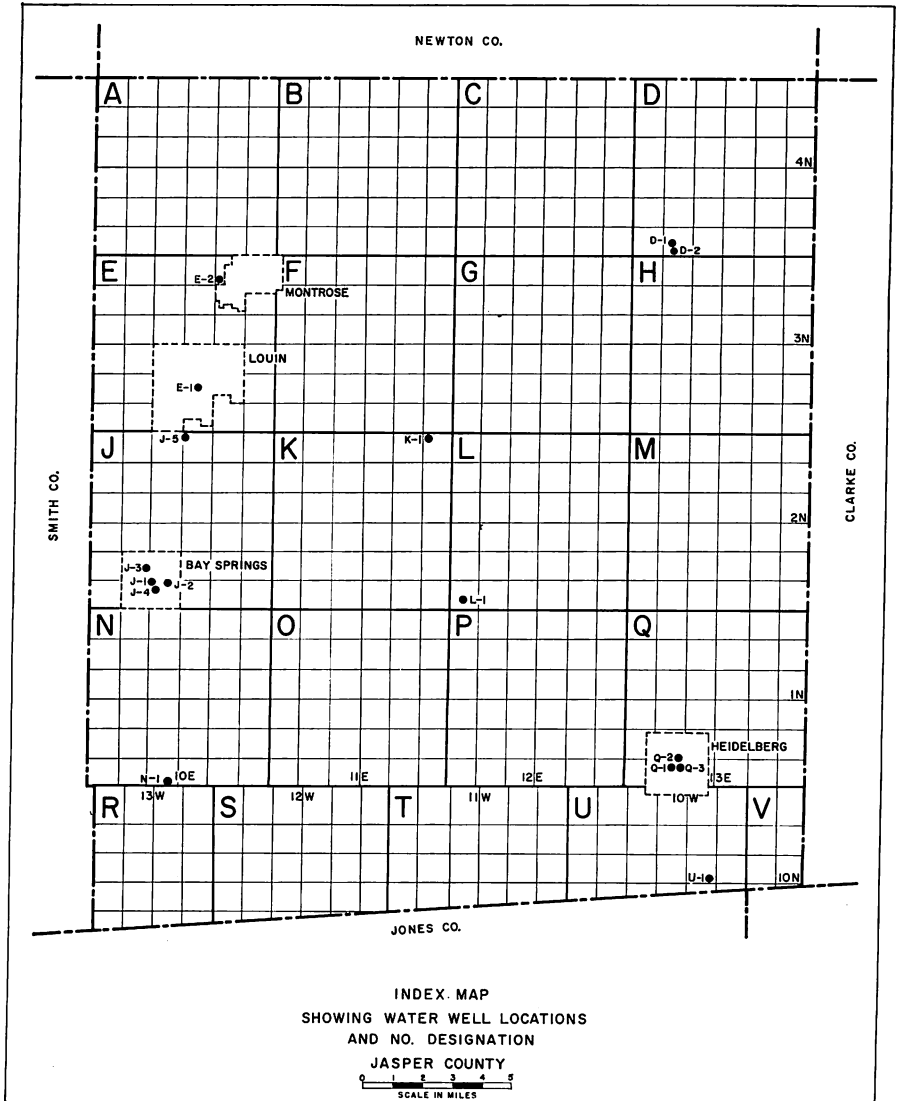 NEWTON CO.
A B C D
4N
D-1 D-2
E F G H
E-2
MONTROSE
3N
LOUIN
E-1
J-5 K-1
J K L M
SMITH CO.
CLARKE CO.
2N
BAY SPRINGS
J-3
J-1 J-2
J-4
L-1
N O P Q
1N
HEIDELBERG
Q-2
Q-1 Q-3
N-1 10E 11E 12E 13E
13W 12W 11W 10W
R S T U V
U-1 10N
JONES CO.
INDEX MAP
SHOWING WATER WELL LOCATIONS
AND NO. DESIGNATION
JASPER COUNTY
0 1 2 3 4 5
SCALE IN MILES